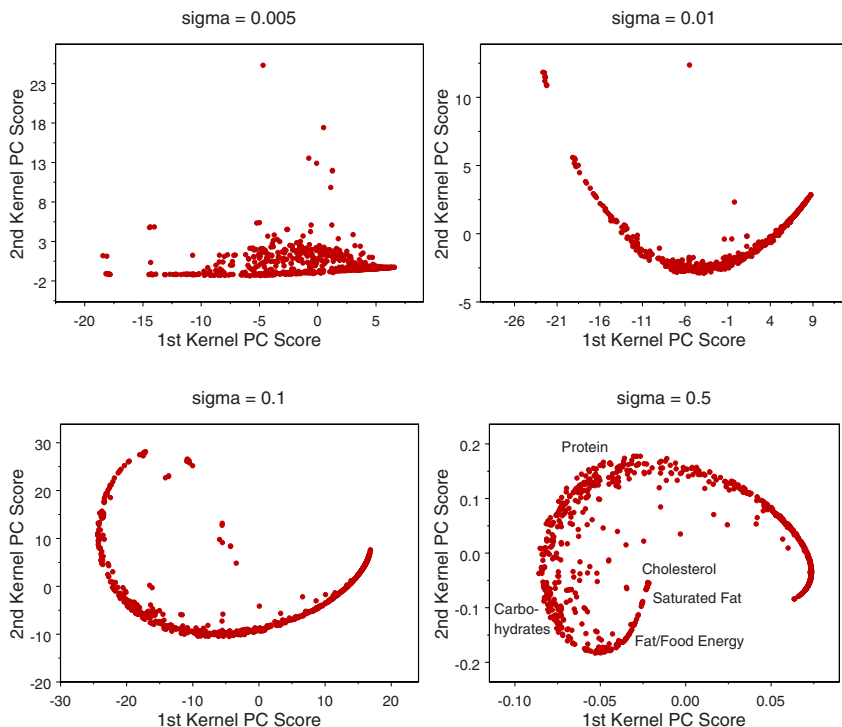 sigma = 0.005
sigma = 0.01
2nd Kernel PC Score
23
18
13
8
3
-2
-20 -15 -10 -5 0 5
1st Kernel PC Score
2nd Kernel PC Score
10
5
0
-5
-26 -21 -16 -11 -6 -1 4 9
1st Kernel PC Score
sigma = 0.1
sigma = 0.5
2nd Kernel PC Score
30
20
10
0
-10
-20
-30 -20 -10 0 10 20
1st Kernel PC Score
2nd Kernel PC Score
0.2
0.1
0.0
-0.1
-0.2
Protein
Cholesterol
Saturated Fat
Carbo-
hydrates
Fat/Food Energy
-0.10 -0.05 0.00 0.05
1st Kernel PC Score